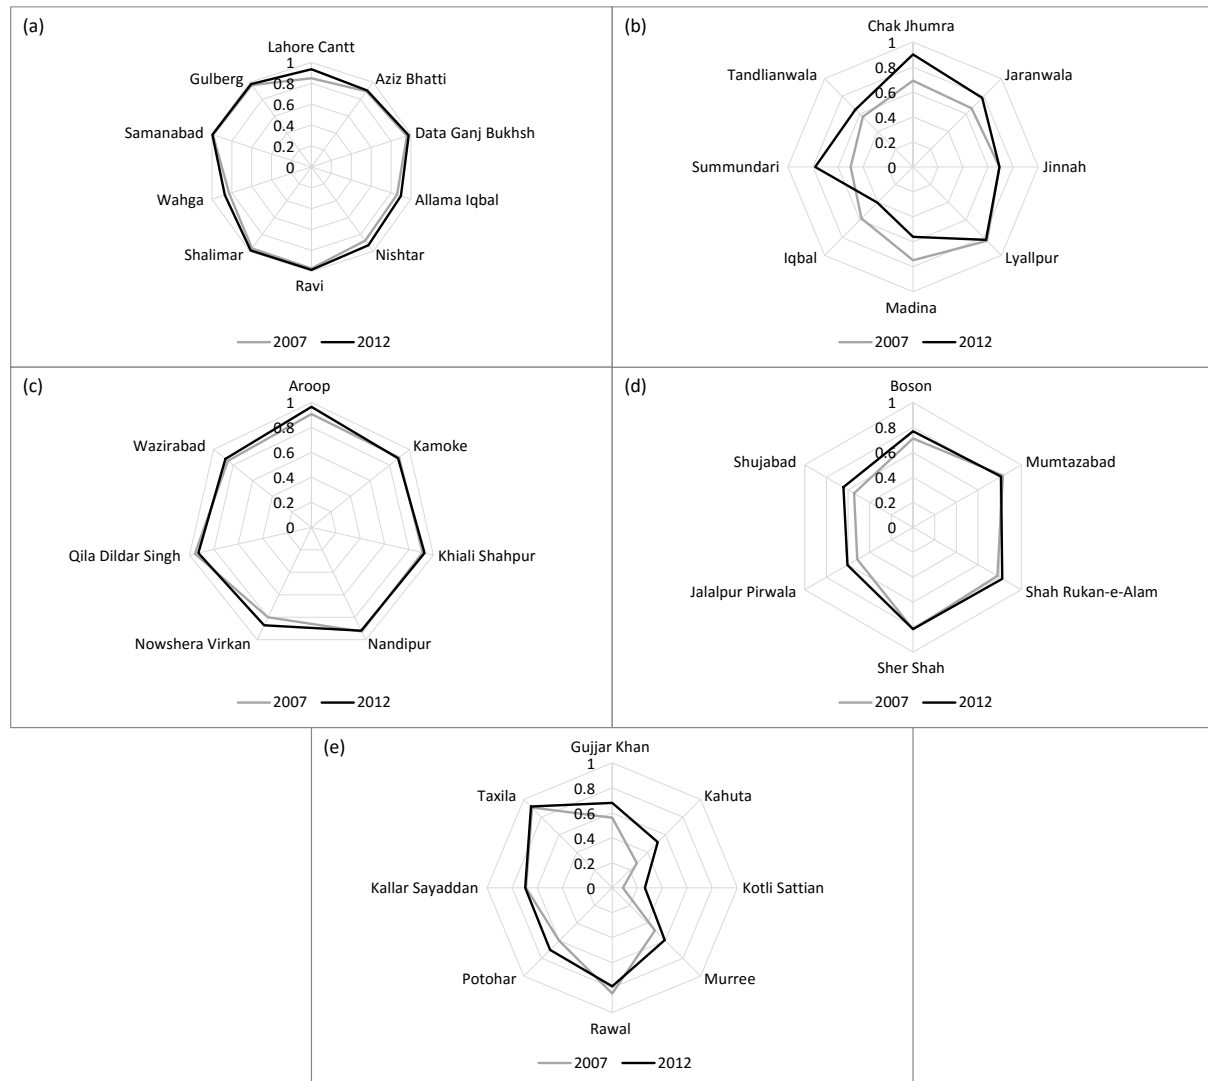 (a)
Lahore Cantt
Aziz Bhatti
Data Ganj Bukhsh
Allama Iqbal
Nishtar
Ravi
Shalimar
Wahga
Samanabad
Gulberg
1
0.8
0.6
0.4
0.2
0
2007
2012
(b)
Chak Jhumra
Jaranwala
Jinnah
Lyallpur
Madina
Iqbal
Summundari
Tandlianwala
1
0.8
0.6
0.4
0.2
0
2007
2012
(c)
Aroop
Kamoke
Khiali Shahpur
Nandipur
Nowshera Virkan
Qila Dildar Singh
Wazirabad
1
0.8
0.6
0.4
0.2
0
2007
2012
(d)
Boson
Mumtazabad
Shah Rukan-e-Alam
Sher Shah
Jalalpur Pirwala
Shujabad
1
0.8
0.6
0.4
0.2
0
2007
2012
(e)
Gujjar Khan
Kahuta
Kotli Sattian
Murree
Rawal
Potohar
Kallar Sayaddan
Taxila
1
0.8
0.6
0.4
0.2
0
2007
2012